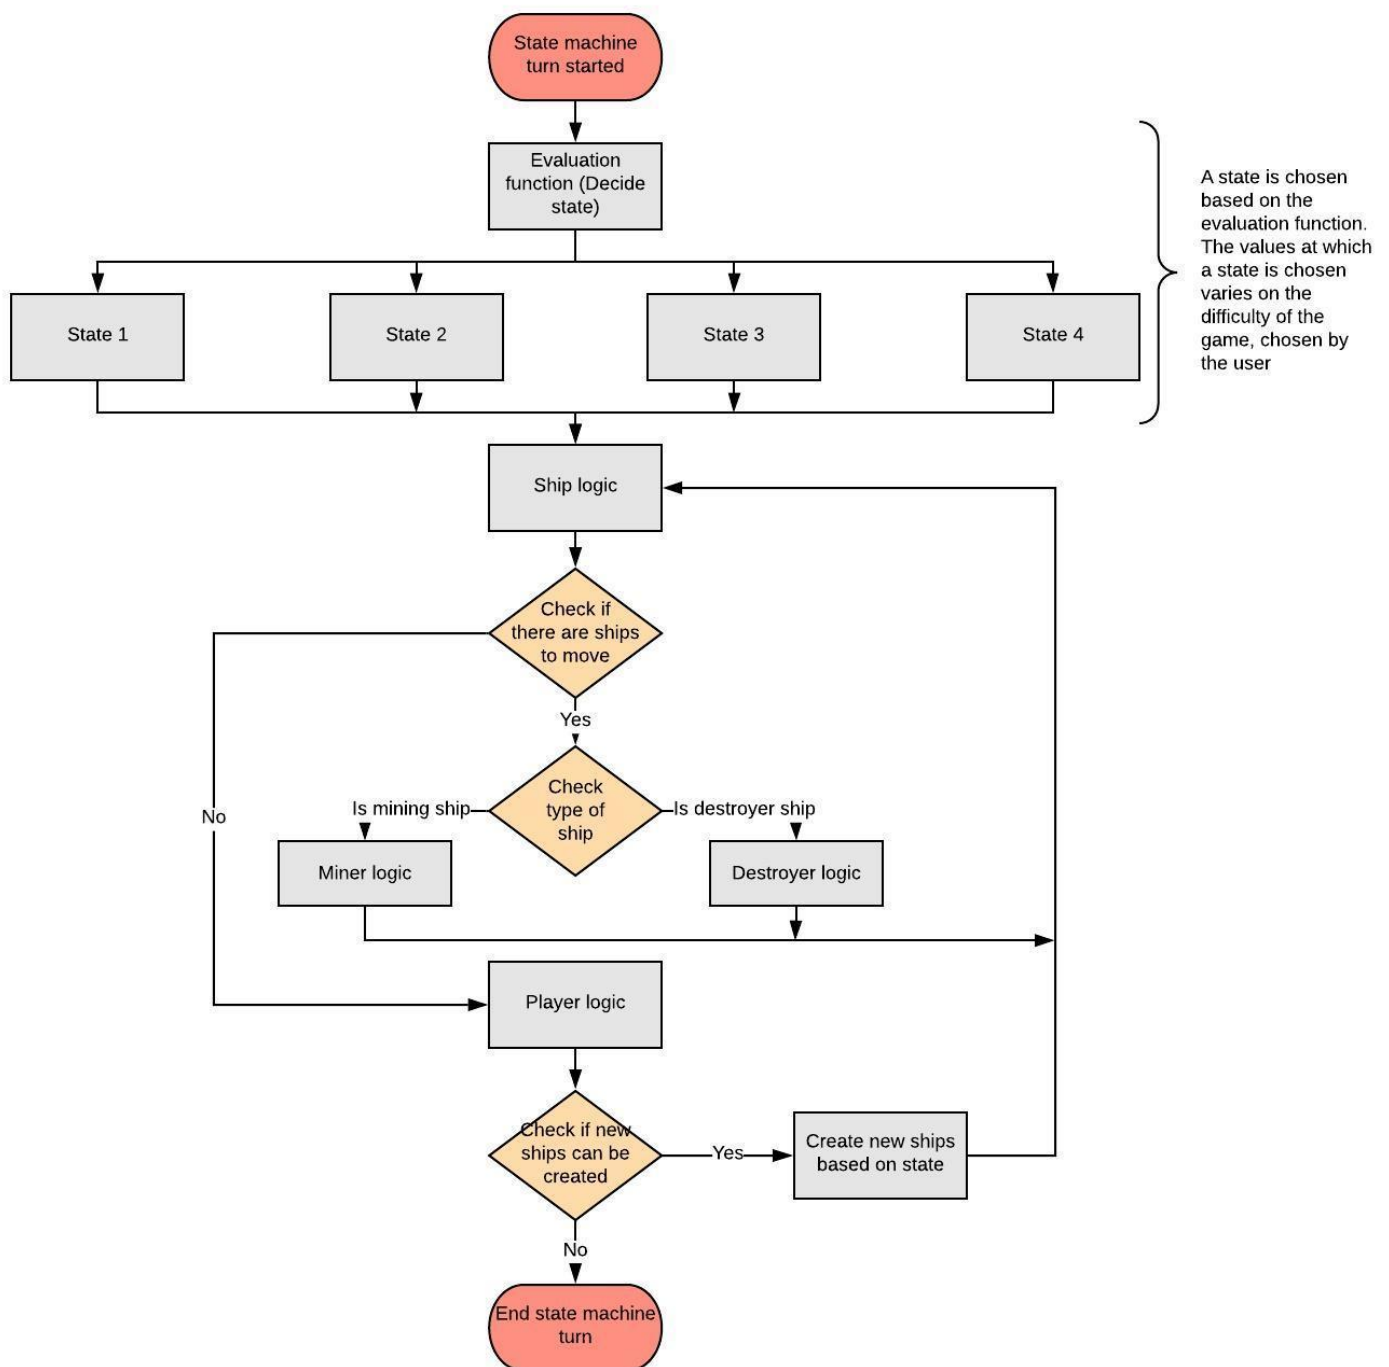 State machine
turn started
Evaluation
function (Decide
state)
A state is chosen
based on the
evaluation function.
The values at which
a state is chosen
varies on the
difficulty of the
game, chosen by
the user
State 1
State 2
State 3
State 4
Ship logic
Check if
there are ships
to move
Yes
No
Check
type of
ship
Is mining ship
Is destroyer ship
Miner logic
Destroyer logic
Player logic
Check if new
ships can be
created
Yes
Create new ships
based on state
No
End state machine
turn